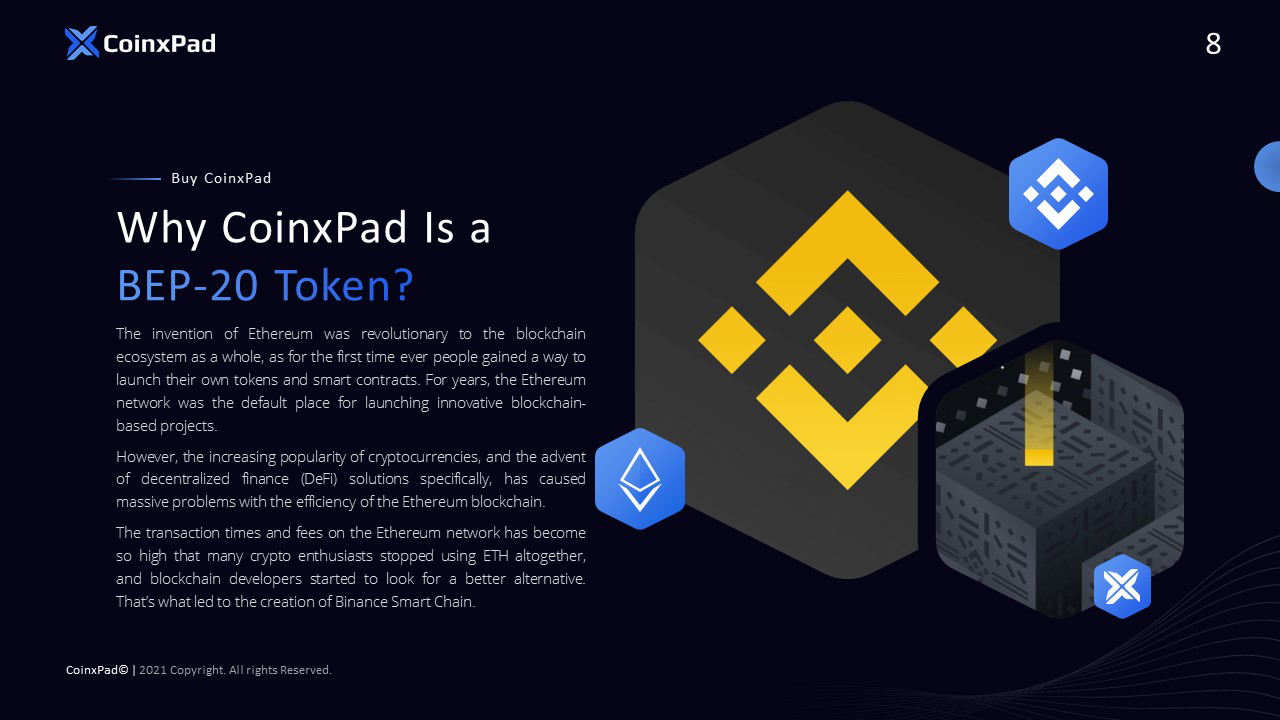 CoinxPad
8
Buy CoinxPad
Why CoinxPad Is a
BEP-20 Token?
The invention of Ethereum was revolutionary to the blockchain
ecosystem as a whole, as for the first time ever people gained a way to
launch their own tokens and smart contracts. For years, the Ethereum
network was the default place for launching innovative blockchain-
based projects.
However, the increasing popularity of cryptocurrencies, and the advent
of decentralized finance (DeFi) solutions specifically, has caused
massive problems with the efficiency of the Ethereum blockchain.
The transaction times and fees on the Ethereum network has become
so high that many crypto enthusiasts stopped using ETH altogether,
and blockchain developers started to look for a better alternative.
That's what led to the creation of Binance Smart Chain.
CoinxPad© | 2021 Copyright. All rights Reserved.